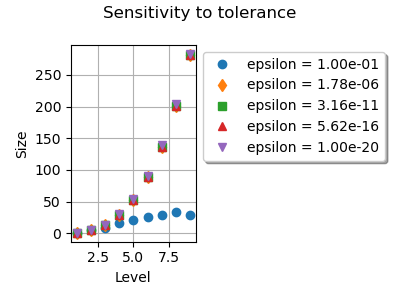 Sensitivity to tolerance
epsilon = 1.00e-01
epsilon = 1.78e-06
epsilon = 3.16e-11
epsilon = 5.62e-16
epsilon = 1.00e-20
250
200
150
100
50
0
Size
2.5 5.0 7.5
Level